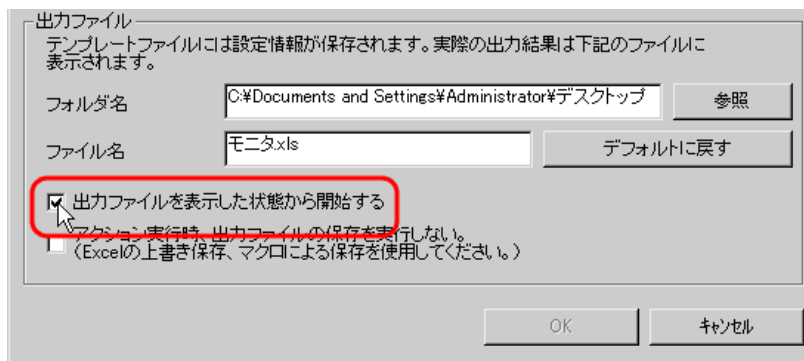 出力ファイル
テンプレートファイルには設定情報が保存されます。実際の出力結果は下記のファイルに
表示されます。
フォルダ名
C:¥Documents and Settings¥Administrator¥デスクトップ
参照
ファイル名
モニタ.xls
デフォルトに戻す
出力ファイルを表示した状態から開始する
アクション実行時、出力ファイルの保存を実行しない。
(Excelの上書き保存、マクロによる保存を使用してください。)
OK
キャンセル